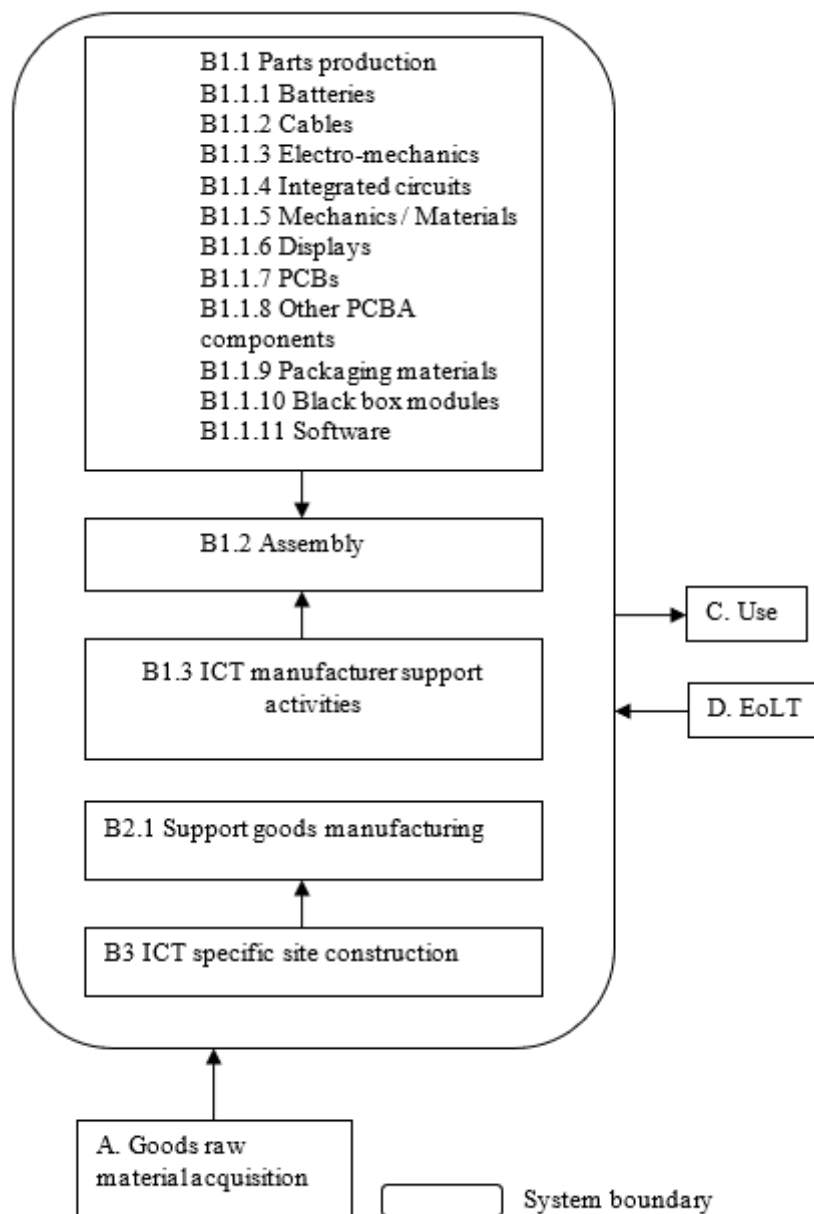 B1.1 Parts production
B1.1.1 Batteries
B1.1.2 Cables
B1.1.3 Electro-mechanics
B1.1.4 Integrated circuits
B1.1.5 Mechanics / Materials
B1.1.6 Displays
B1.1.7 PCBs
B1.1.8 Other PCBA
components
B1.1.9 Packaging materials
B1.1.10 Black box modules
B1.1.11 Software
B1.2 Assembly
B1.3 ICT manufacturer support
activities
B2.1 Support goods manufacturing
B3 ICT specific site construction
C. Use
D. EoLT
A. Goods raw
material acquisition
System boundary